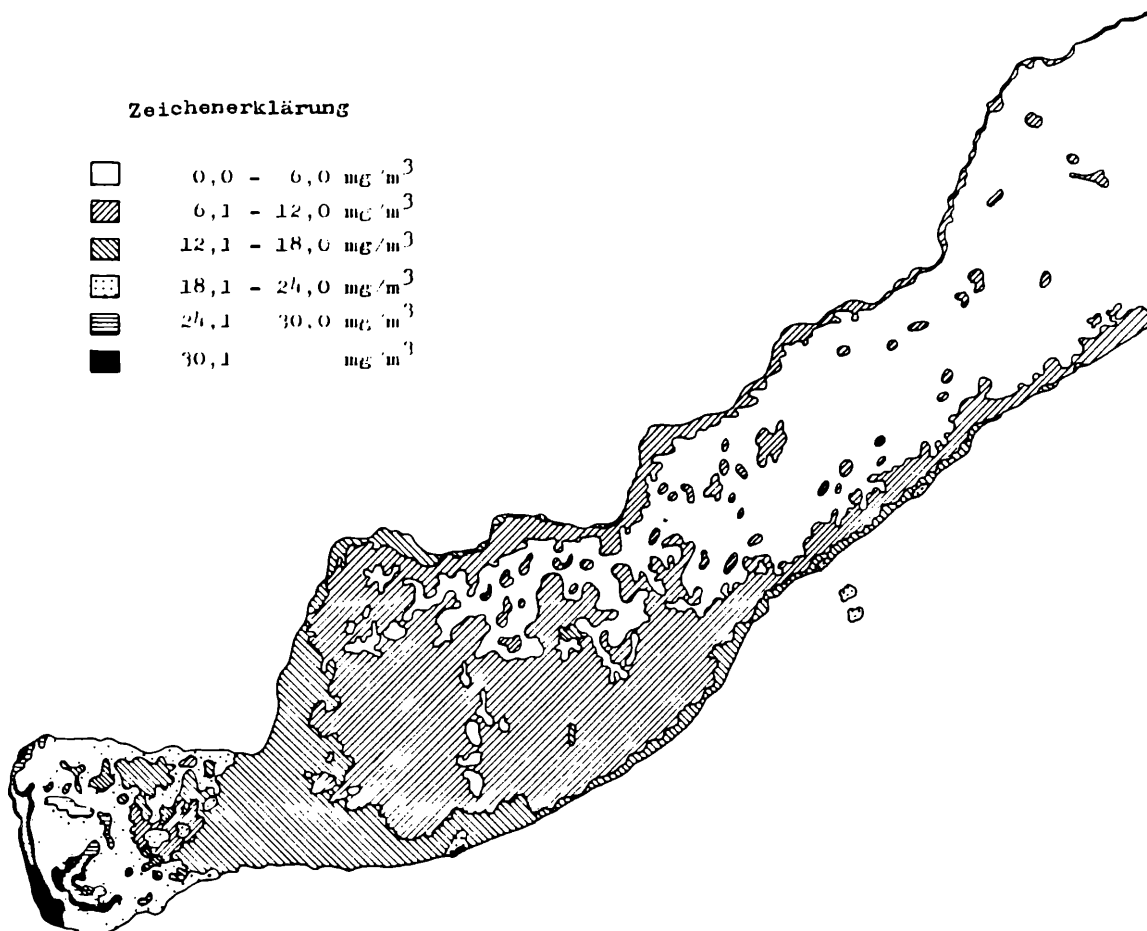 Zeichenerklärung
0,0 - 6,0 mg/m³
6,1 - 12,0 mg/m³
12,1 - 18,0 mg/m³
18,1 - 24,0 mg/m³
24,1 30,0 mg/m³
30,1 mg/m³